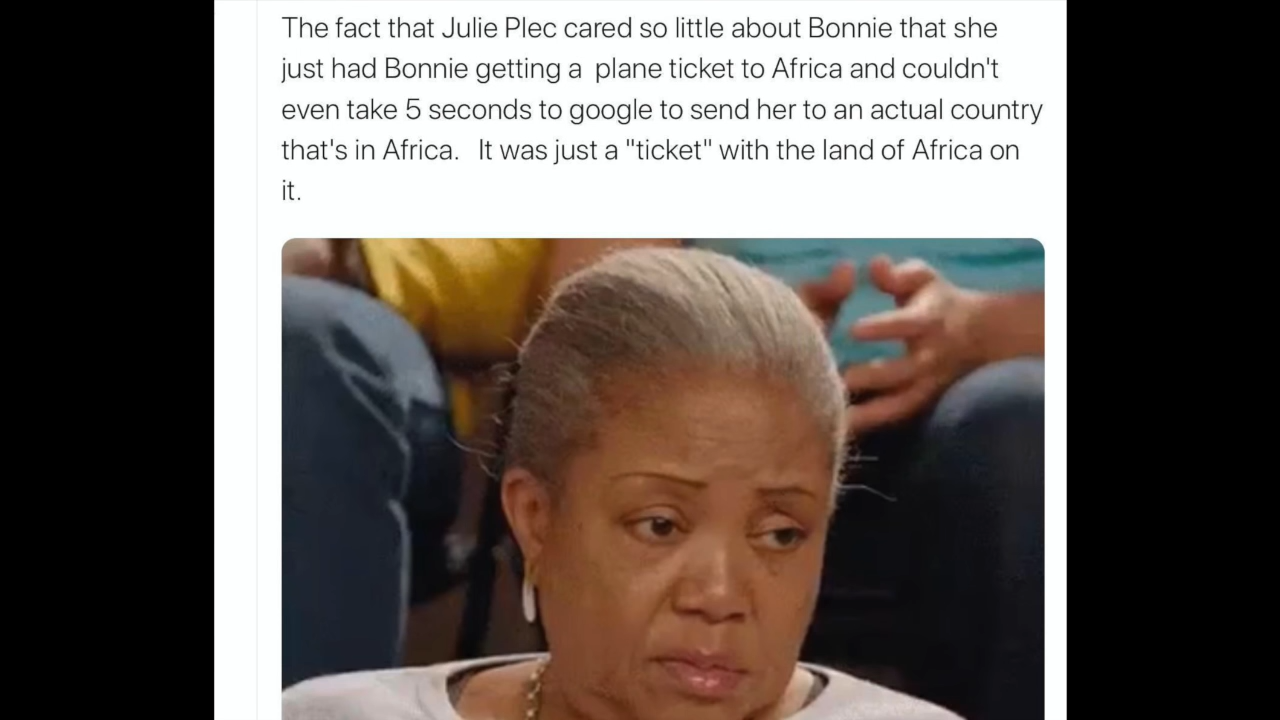 The fact that Julie Plec cared so little about Bonnie that she
just had Bonnie getting a  plane ticket to Africa and couldn't
even take 5 seconds to google to send her to an actual country
that's in Africa.   It was just a "ticket" with the land of Africa on
it.